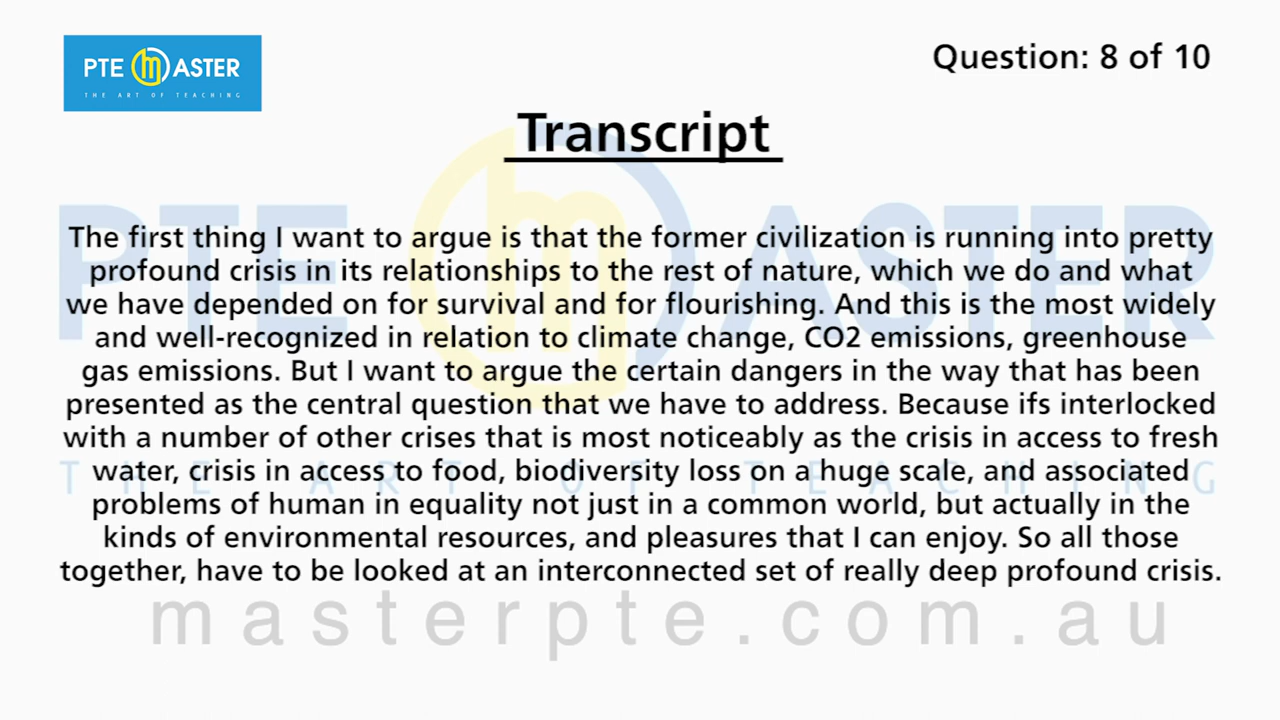 PTE MASTER
THE ART OF TEACHING
Question: 8 of 10
Transcript
The first thing I want to argue is that the former civilization is running into pretty
profound crisis in its relationships to the rest of nature, which we do and what
we have depended on for survival and for flourishing. And this is the most widely
and well-recognized in relation to climate change, CO2 emissions, greenhouse
gas emissions. But I want to argue the certain dangers in the way that has been
presented as the central question that we have to address. Because ifs interlocked
with a number of other crises that is most noticeably as the crisis in access to fresh
water, crisis in access to food, biodiversity loss on a huge scale, and associated
problems of human in equality not just in a common world, but actually in the
kinds of environmental resources, and pleasures that I can enjoy. So all those
together, have to be looked at an interconnected set of really deep profound crisis.
PTE MASTER
THE ART OF TEACHING
masterpte.com.au